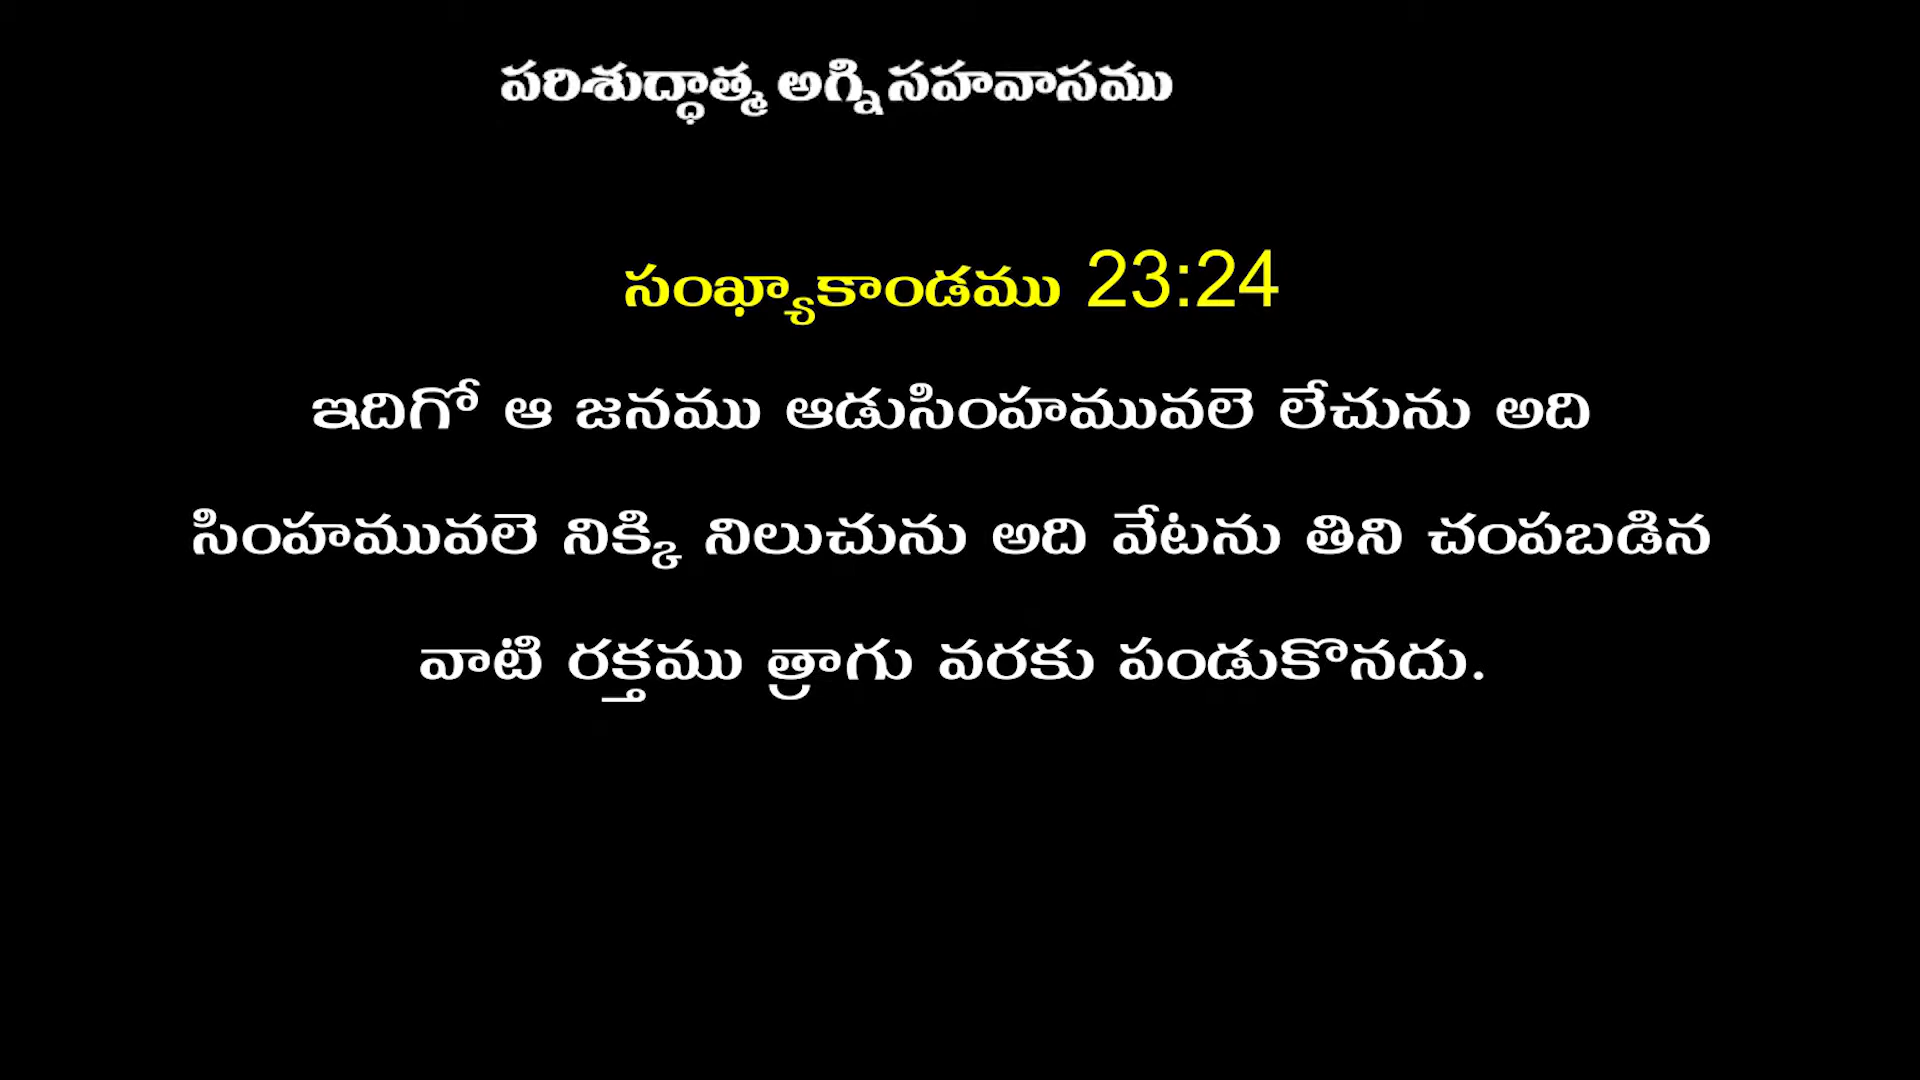 పరిశుద్ధాత్మ అగ్ని సహవాసము
సంఖ్యాకాండము 23:24
ఇదిగో ఆ జనము ఆడుసింహమువలె లేచును అది
సింహమువలె నిక్కి నిలుచును అది వేటను తిని చంపబడిన
వాటి రక్తము త్రాగు వరకు పండుకొనదు.